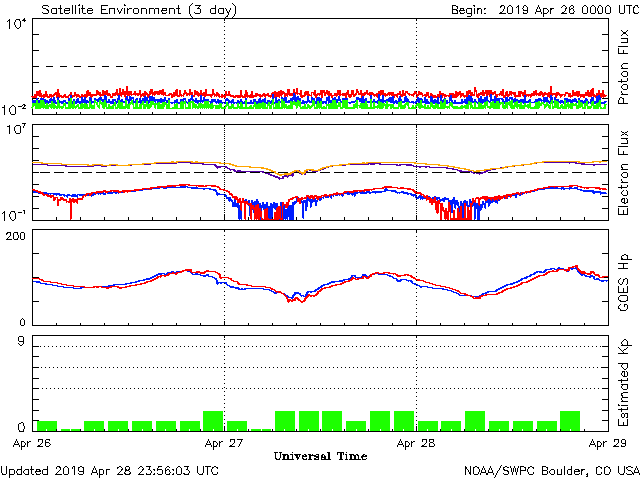 Satellite Environment (3 day) Begin: 2019 Apr 26 0000 UTC
10⁴
Proton Flux
10⁻²
10⁷
Electron Flux
10⁻¹
200
GOES Hp
0
9
Estimated Kp
0
Apr 26 Apr 27 Apr 28 Apr 29
Universal Time
Updated 2019 Apr 28 23:56:03 UTC NOAA/SWPC Boulder, CO USA